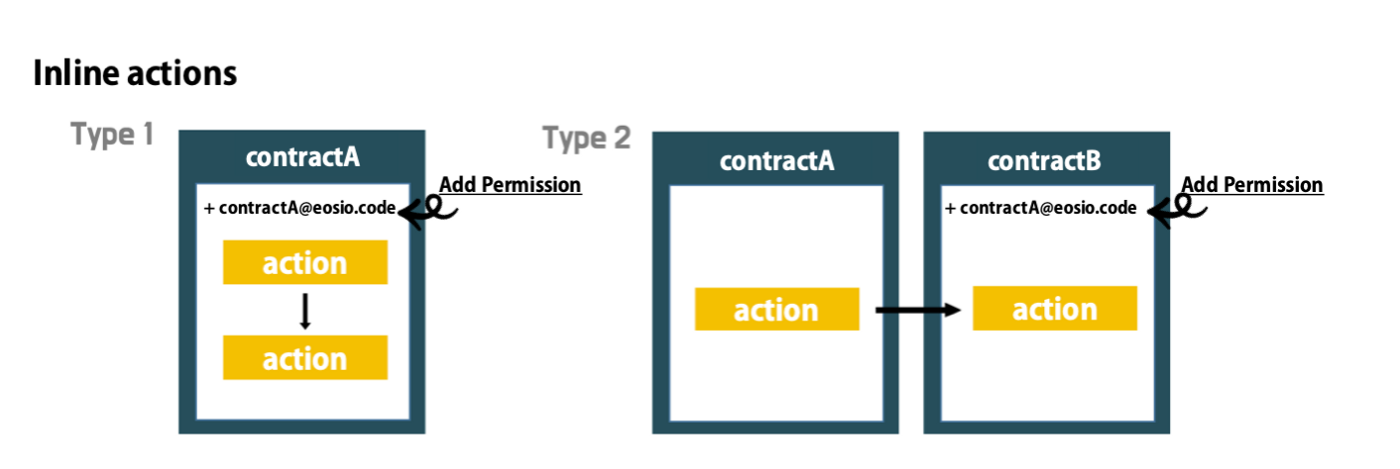 Inline actions
Type 1
contractA
Add Permission
+ contractA@eosio.code
action
action
Type 2
contractA
action
contractB
Add Permission
+ contractA@eosio.code
action